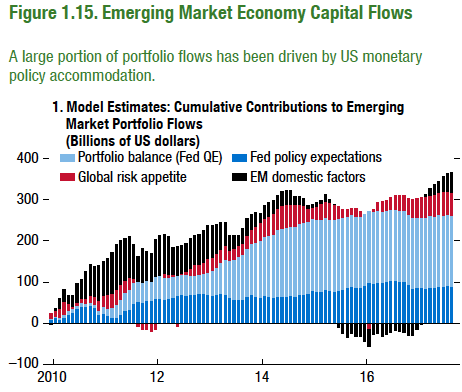 Figure 1.15. Emerging Market Economy Capital Flows
A large portion of portfolio flows has been driven by US monetary
policy accommodation.
1. Model Estimates: Cumulative Contributions to Emerging
Market Portfolio Flows
(Billions of US dollars)
Portfolio balance (Fed QE) Fed policy expectations
Global risk appetite EM domestic factors
400
300
200
100
0
–100
2010 12 14 16